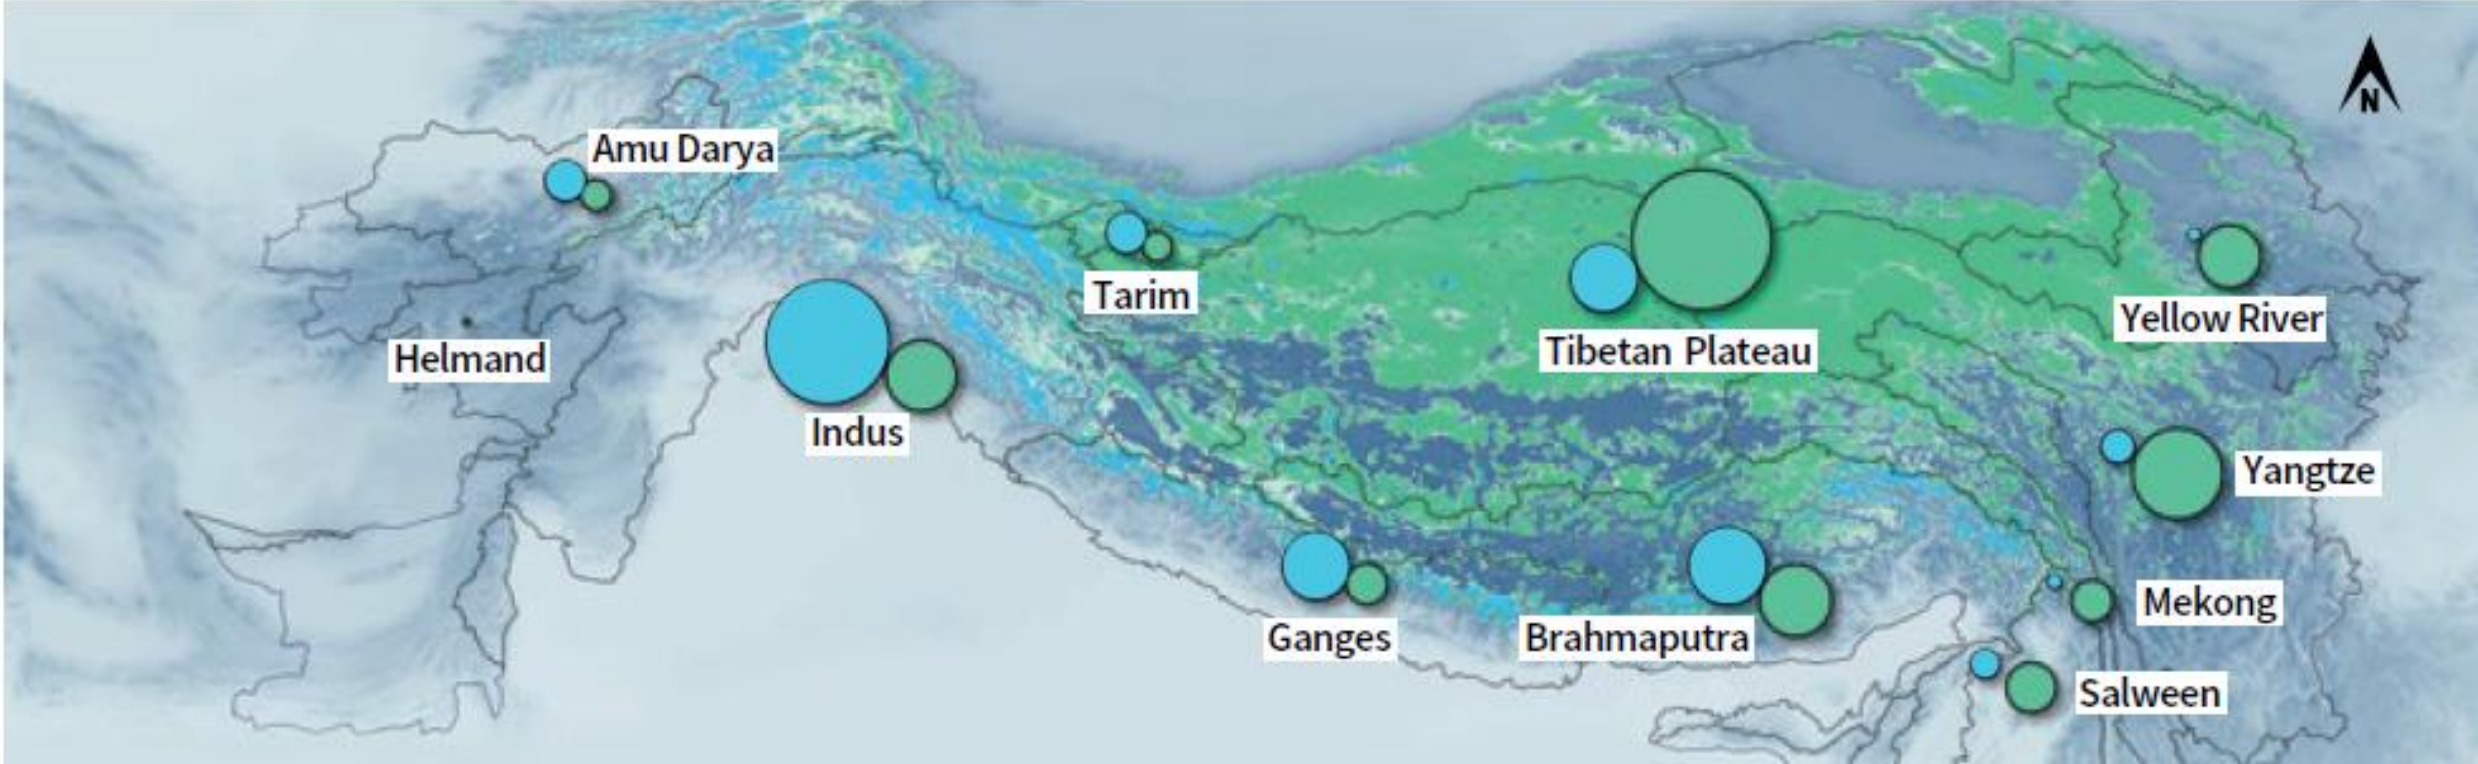 N
Amu Darya
Helmand
Indus
Tarim
Tibetan Plateau
Yellow River
Yangtze
Ganges
Brahmaputra
Mekong
Salween